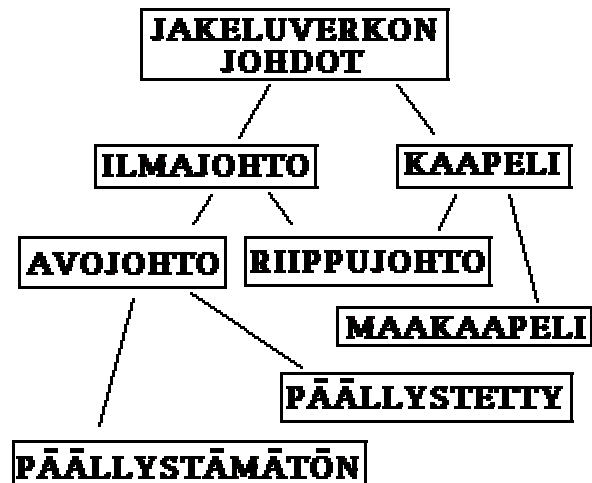 JAKELUVERKON
JOHDOT
ILMAJOHTO
KAAPELI
AVOJOHTO
RIIPPUJOHTO
MAAKAAPELI
PÄÄLLYSTETTY
PÄÄLLYSTÄMÄTÖN